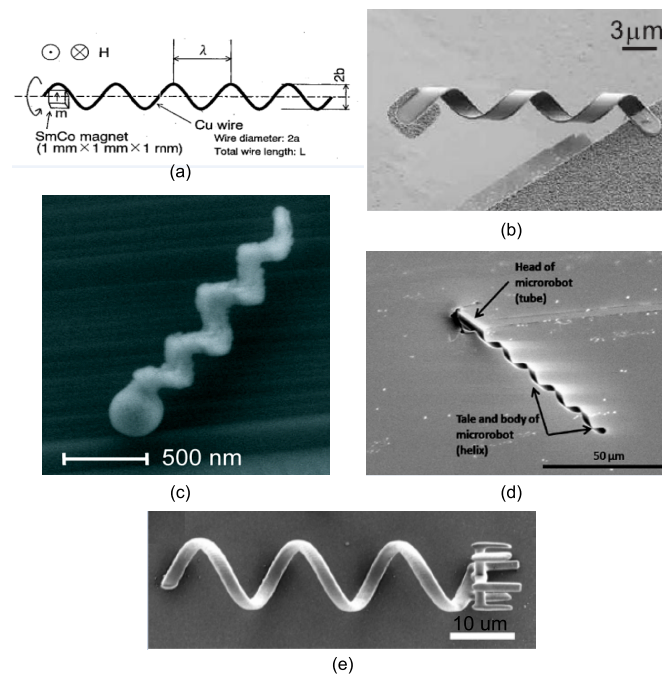 H
λ
2b
m
SmCo magnet
(1 mm×1 mm×1 mm)
Cu wire
Wire diameter: 2a
Total wire length: L
(a)
3μm
(b)
500 nm
(c)
Head of
microrobot
(tube)
Tale and body of
microrobot
(helix)
50 μm
(d)
10 um
(e)